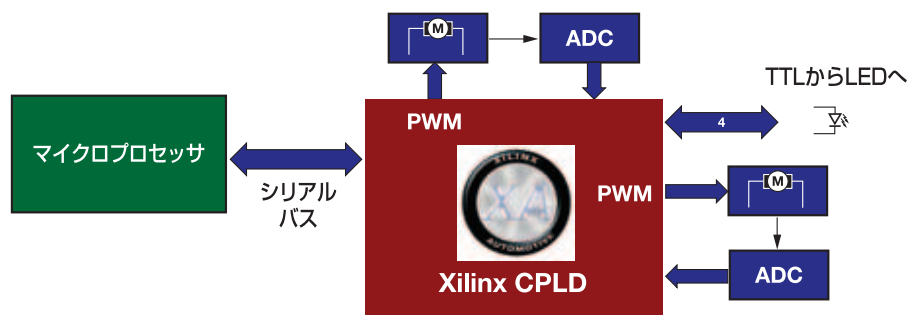 M
ADC
TTLからLEDへ
PWM
4
マイクロプロセッサ
XILINX
XA
AUTOMOTIVE
シリアル
バス
PWM
M
Xilinx CPLD
ADC